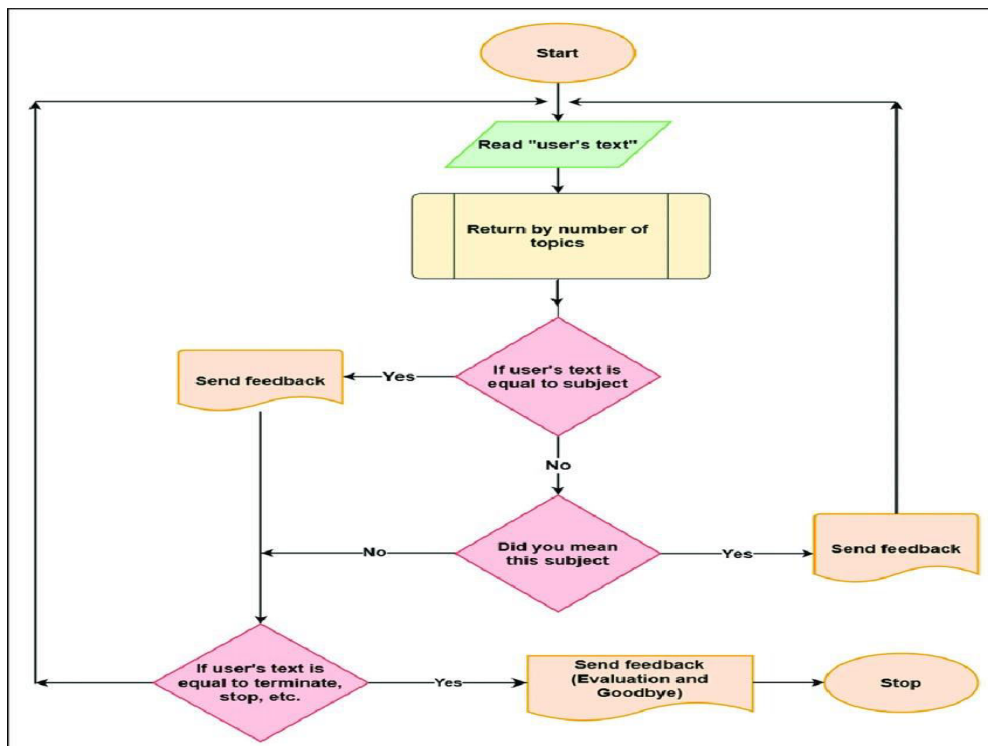 Start
Read "user's text"
Return by number of
topics
If user's text is
equal to subject
Yes
Send feedback
No
Did you mean
this subject
No
Yes
Send feedback
If user's text is
equal to terminate,
stop, etc.
Yes
Send feedback
(Evaluation and
Goodbye)
Stop